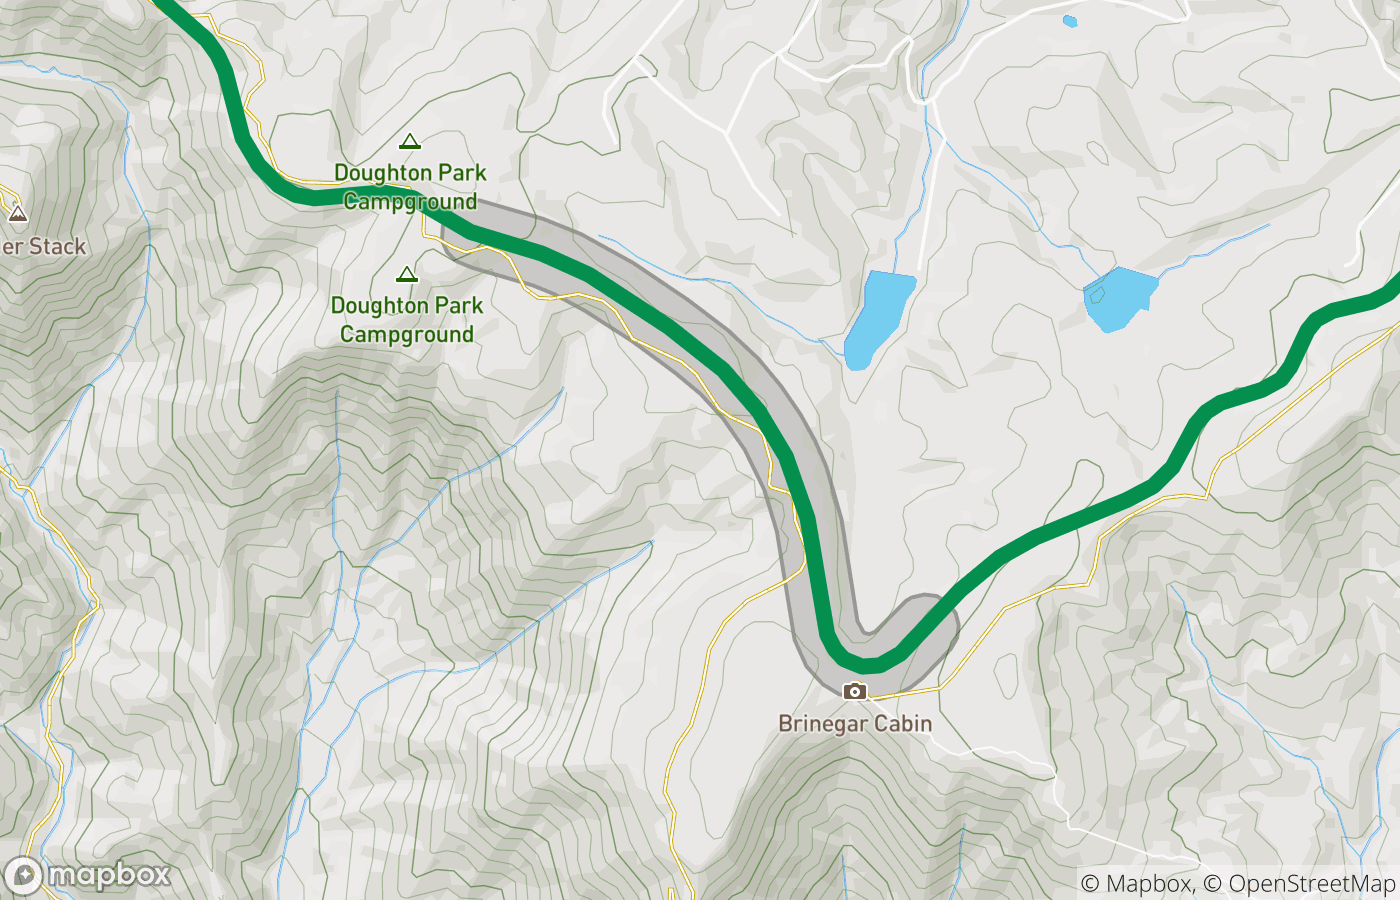 Doughton Park
Campground
er Stack
Doughton Park
Campground
Brinegar Cabin
mapbox
© Mapbox, © OpenStreetMap